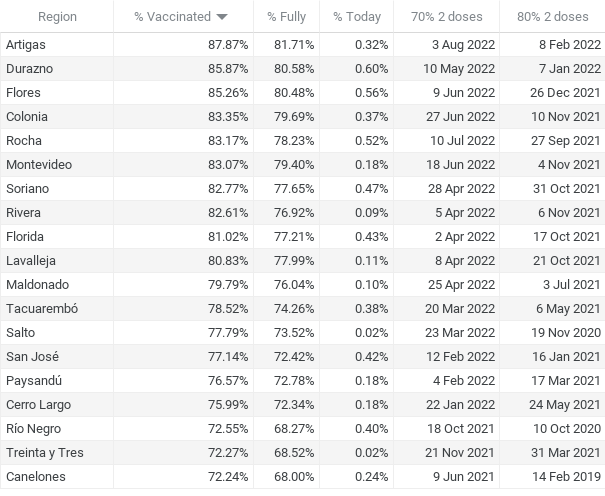 Region % Vaccinated % Fully % Today 70% 2 doses 80% 2 doses
Artigas 87.87% 81.71% 0.32% 3 Aug 2022 8 Feb 2022
Durazno 85.87% 80.58% 0.60% 10 May 2022 7 Jan 2022
Flores 85.26% 80.48% 0.56% 9 Jun 2022 26 Dec 2021
Colonia 83.35% 79.69% 0.37% 27 Jun 2022 10 Nov 2021
Rocha 83.17% 78.23% 0.52% 10 Jul 2022 27 Sep 2021
Montevideo 83.07% 79.40% 0.18% 18 Jun 2022 4 Nov 2021
Soriano 82.77% 77.65% 0.47% 28 Apr 2022 31 Oct 2021
Rivera 82.61% 76.92% 0.09% 5 Apr 2022 6 Nov 2021
Florida 81.02% 77.21% 0.43% 2 Apr 2022 17 Oct 2021
Lavalleja 80.83% 77.99% 0.11% 8 Apr 2022 21 Oct 2021
Maldonado 79.79% 76.04% 0.10% 25 Apr 2022 3 Jul 2021
Tacuarembó 78.52% 74.26% 0.38% 20 Mar 2022 6 May 2021
Salto 77.79% 73.52% 0.02% 23 Mar 2022 19 Nov 2020
San José 77.14% 72.42% 0.42% 12 Feb 2022 16 Jan 2021
Paysandú 76.57% 72.78% 0.18% 4 Feb 2022 17 Mar 2021
Cerro Largo 75.99% 72.34% 0.18% 22 Jan 2022 24 May 2021
Río Negro 72.55% 68.27% 0.40% 18 Oct 2021 10 Oct 2020
Treinta y Tres 72.27% 68.52% 0.02% 21 Nov 2021 31 Mar 2021
Canelones 72.24% 68.00% 0.24% 9 Jun 2021 14 Feb 2019